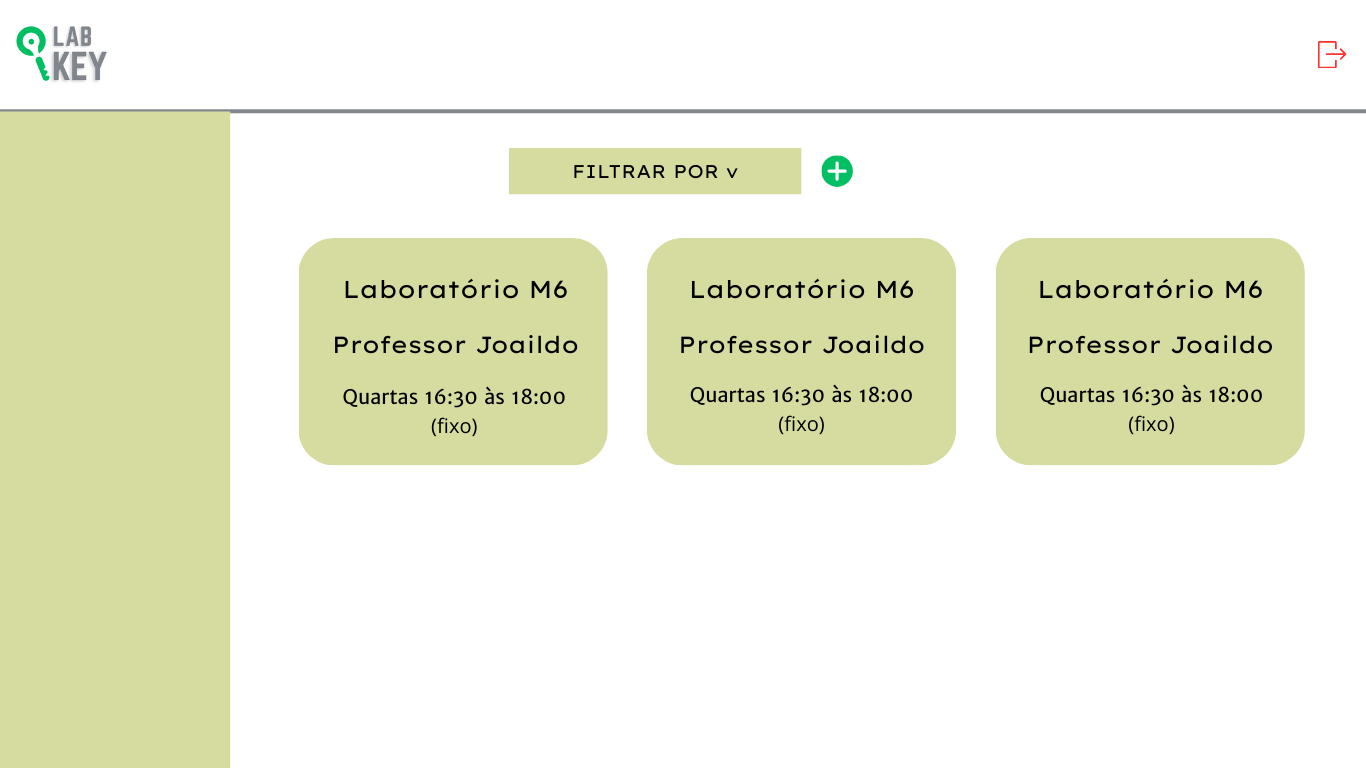 LAB
KEY
FILTRAR POR v
Laboratório M6
Professor Joaildo
Quartas 16:30 às 18:00
(fixo)
Laboratório M6
Professor Joaildo
Quartas 16:30 às 18:00
(fixo)
Laboratório M6
Professor Joaildo
Quartas 16:30 às 18:00
(fixo)